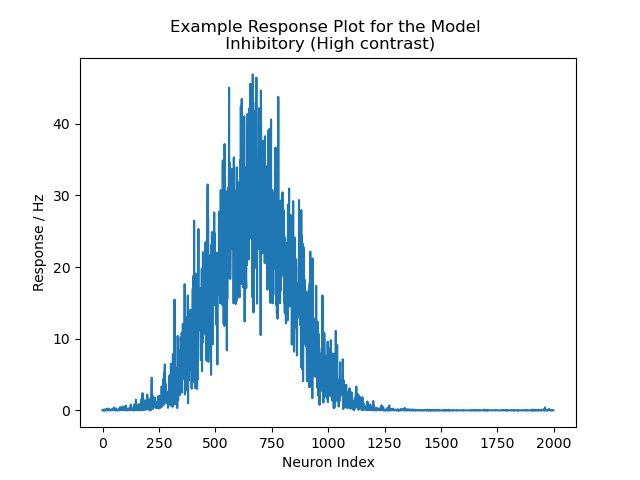 Example Response Plot for the Model
Inhibitory (High contrast)
Response / Hz
40
30
20
10
0
0 250 500 750 1000 1250 1500 1750 2000
Neuron Index